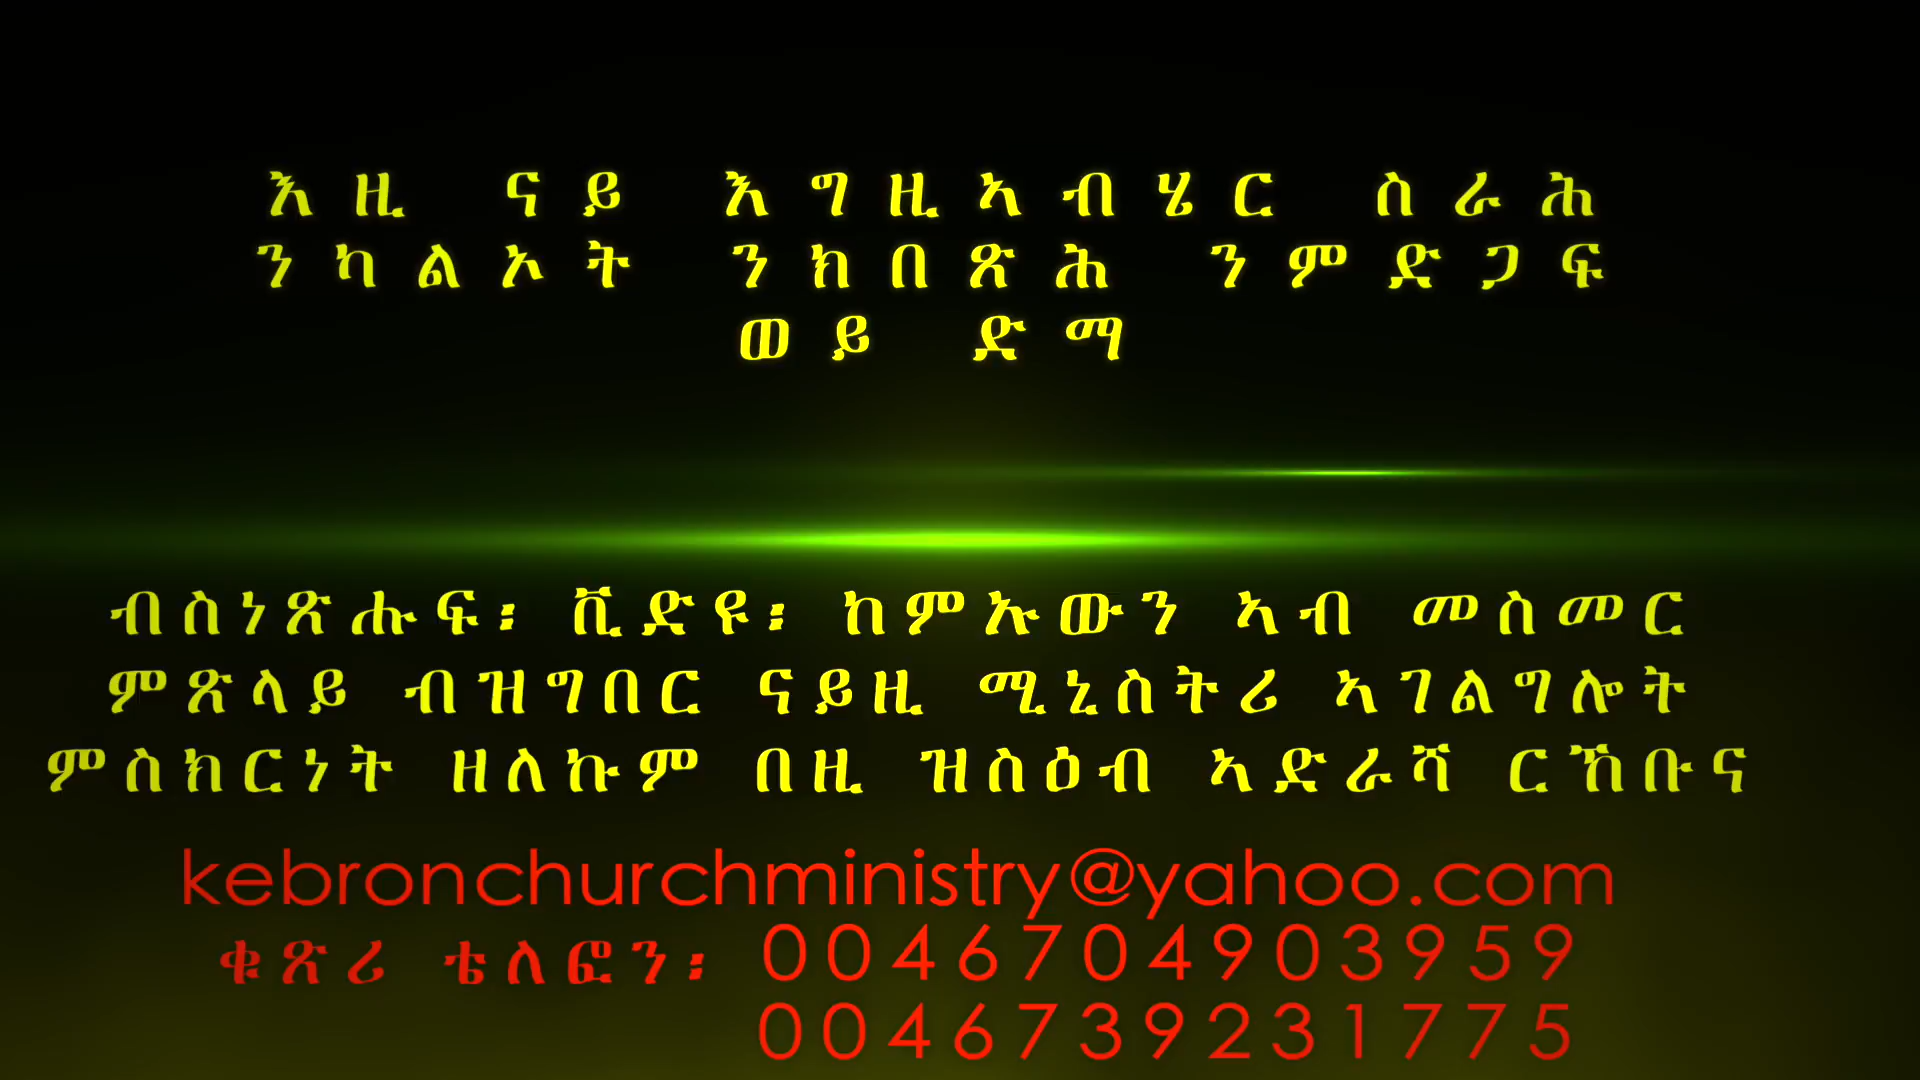 እዚ ናይ እግዚኣብሄር ስራሕ
ንካልኦት ንክበጽሕ ንምድጋፍ
ወይ ድማ
ብስነጽሑፍ፡ ቪድዩ፡ ከምኡውን ኣብ መስመር
ምጽላይ ብዝግበር ናይዚ ሚኒስትሪ ኣገልግሎት
ምስክርነት ዘለኩም በዚ ዝስዕብ ኣድራሻ ርኸቡና
kebronchurchministry@yahoo.com
ቁጽሪ ቴለፎን፡ 0046704903959
0046739231775